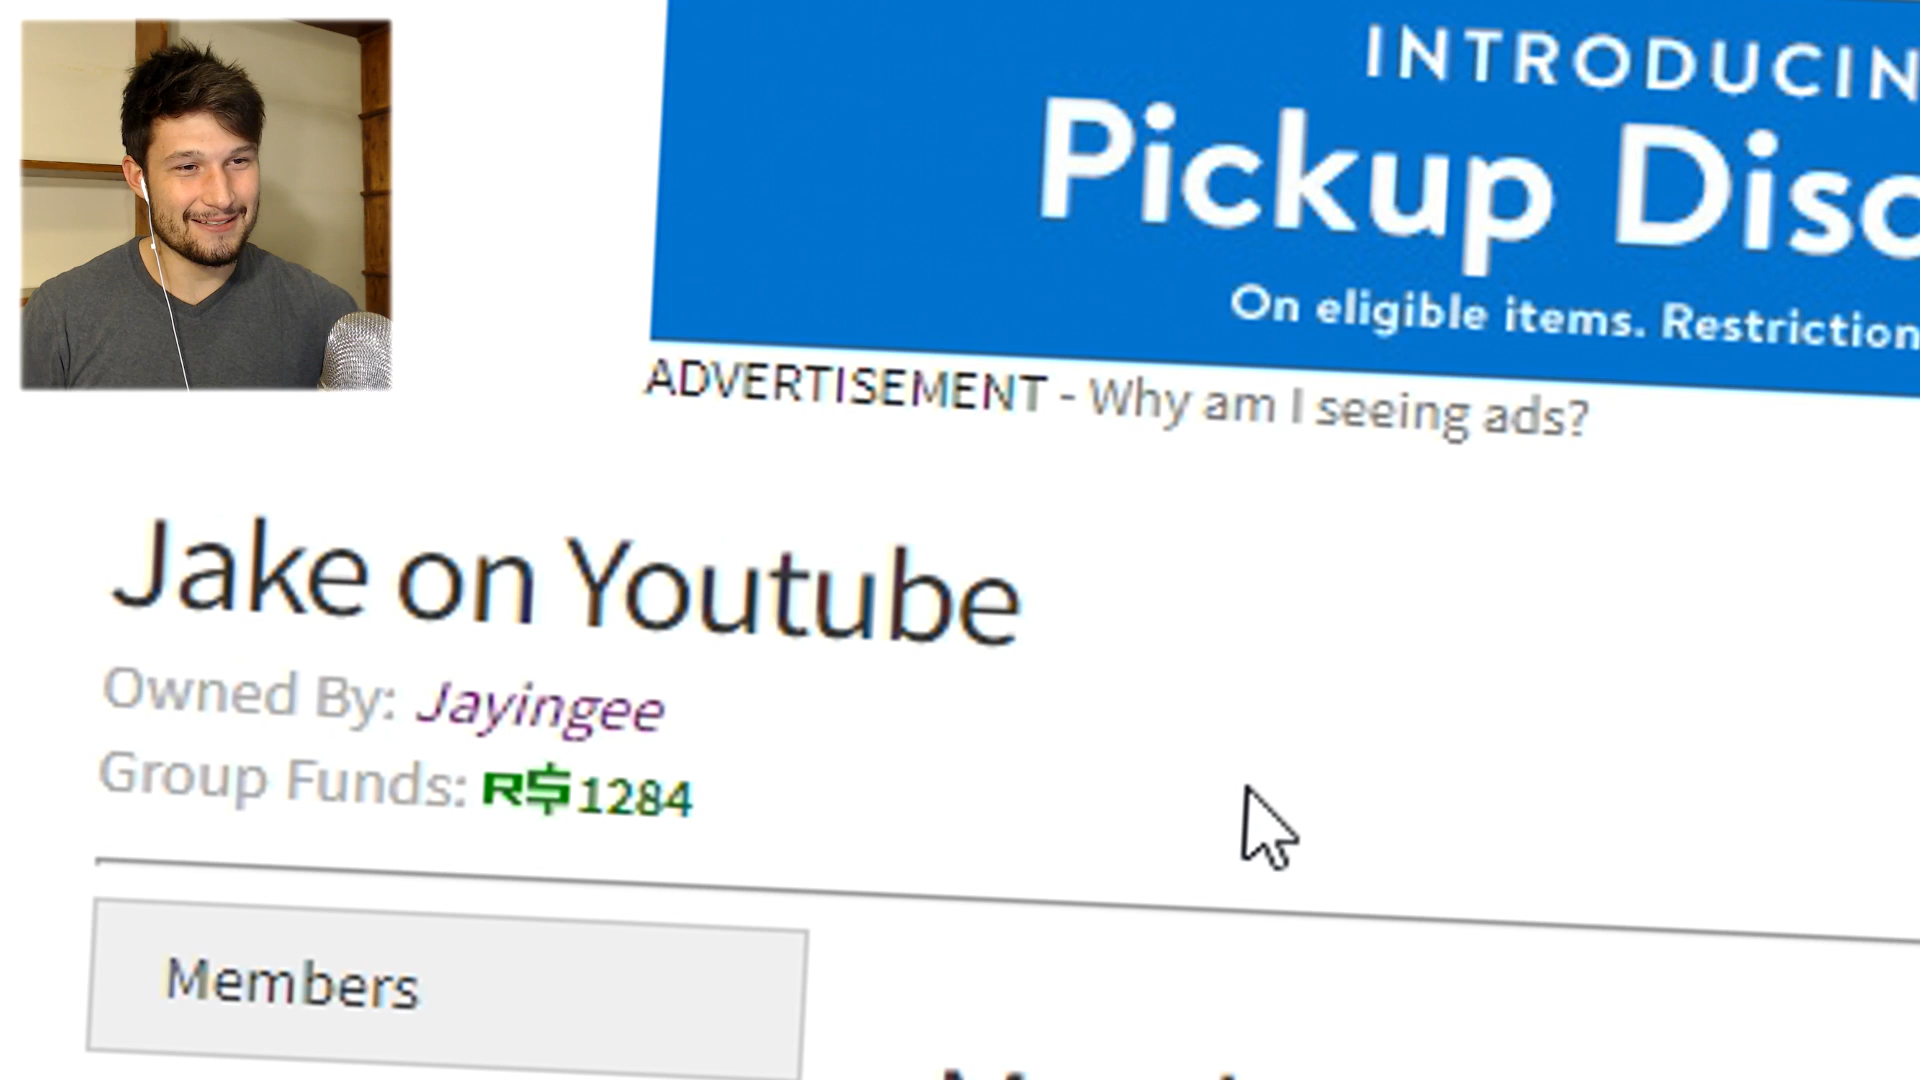 INTRODUCIN
Pickup Disc
On eligible items. Restriction
ADVERTISEMENT - Why am I seeing ads?
Jake on Youtube
Owned By: Jayingee
Group Funds: R$ 1284
Members